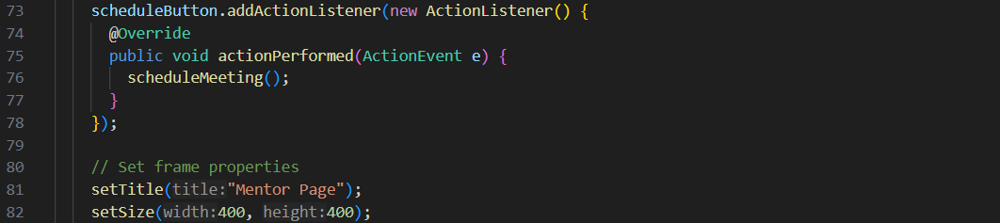 73 scheduleButton.addActionListener(new ActionListener() {
74 @Override
75 public void actionPerformed(ActionEvent e) {
76 scheduleMeeting();
77 }
78 });
79
80 // Set frame properties
81 setTitle(title:"Mentor Page");
82 setSize(width:400, height:400);